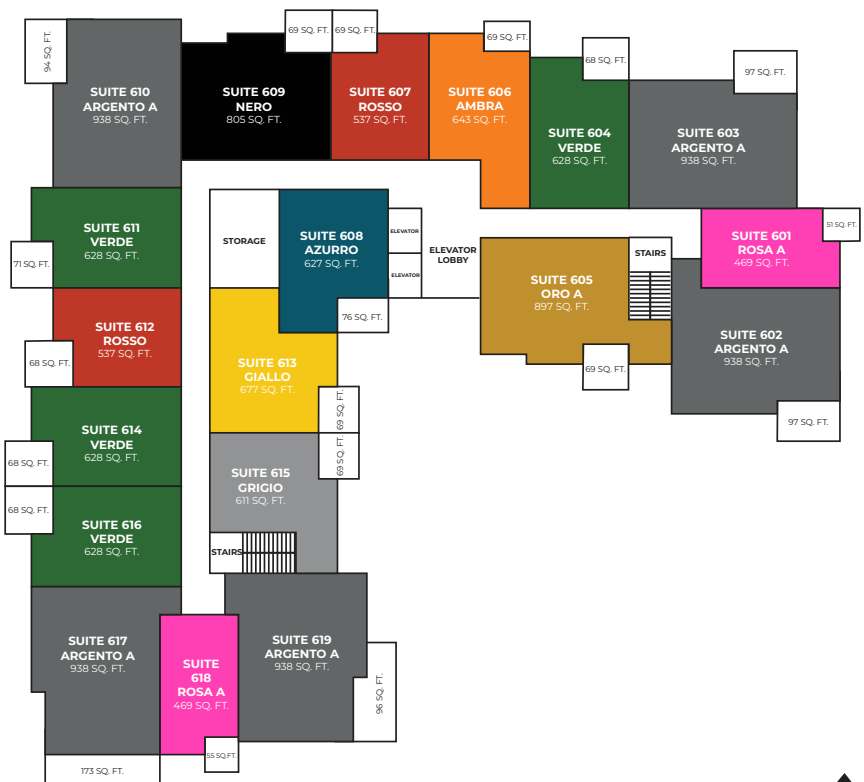 94 SQ. FT.
SUITE 610
ARGENTO A
938 SQ. FT.
SUITE 609
NERO
805 SQ. FT.
69 SQ. FT.
69 SQ. FT.
SUITE 607
ROSSO
537 SQ. FT.
SUITE 606
AMBRA
643 SQ. FT.
69 SQ. FT.
68 SQ. FT.
SUITE 604
VERDE
628 SQ. FT.
97 SQ. FT.
SUITE 603
ARGENTO A
938 SQ. FT.
SUITE 611
VERDE
628 SQ. FT.
71 SQ. FT.
STORAGE
SUITE 608
AZURRO
627 SQ. FT.
76 SQ. FT.
ELEVATOR
ELEVATOR
ELEVATOR
LOBBY
SUITE 605
ORO A
897 SQ. FT.
69 SQ. FT.
STAIRS
SUITE 601
ROSA A
469 SQ. FT.
51 SQ. FT.
SUITE 602
ARGENTO A
938 SQ. FT.
97 SQ. FT.
SUITE 612
ROSSO
537 SQ. FT.
68 SQ. FT.
SUITE 613
GIALLO
677 SQ. FT.
69 SQ. FT.
SUITE 614
VERDE
628 SQ. FT.
68 SQ. FT.
SUITE 615
GRIGIO
611 SQ. FT.
69 SQ. FT.
STAIRS
SUITE 616
VERDE
628 SQ. FT.
68 SQ. FT.
SUITE 617
ARGENTO A
938 SQ. FT.
173 SQ. FT.
SUITE
618
ROSA A
469 SQ. FT.
55 SQ.FT.
SUITE 619
ARGENTO A
938 SQ. FT.
96 SQ. FT.